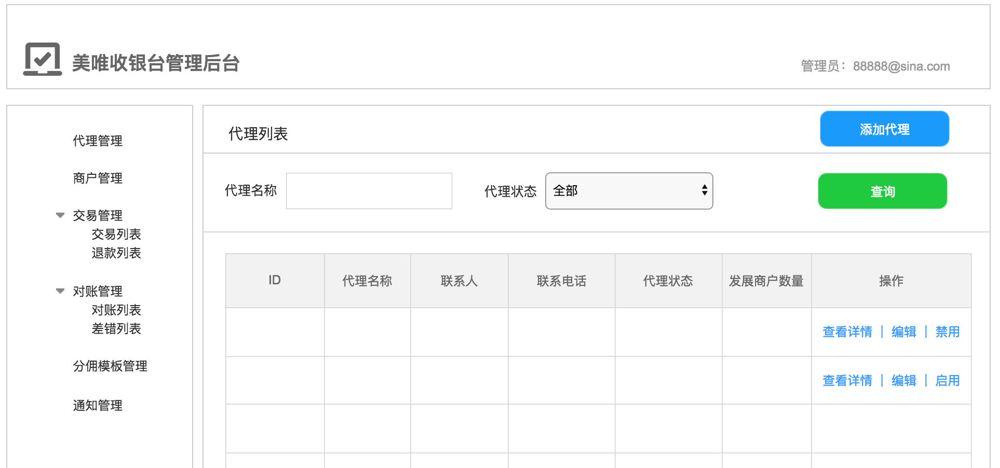 美唯收银台管理后台
管理员：88888@sina.com
代理管理
商户管理
交易管理
交易列表
退款列表
对账管理
对账列表
差错列表
分佣模板管理
通知管理
代理列表
添加代理
代理名称
代理状态
全部
查询
ID 代理名称 联系人 联系电话 代理状态 发展商户数量 操作
查看详情 | 编辑 | 禁用
查看详情 | 编辑 | 启用